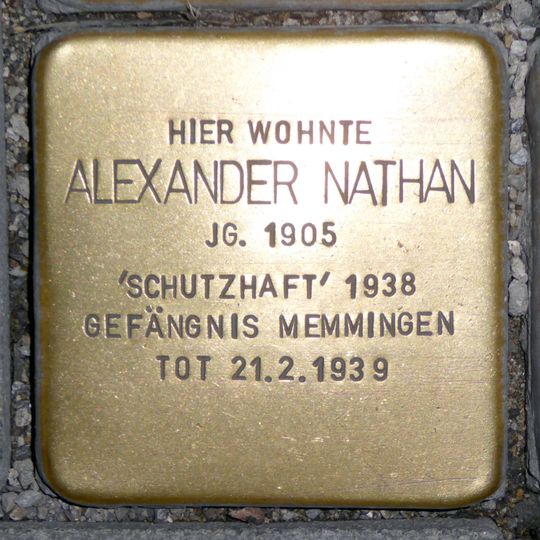 HIER WOHNTE
ALEXANDER NATHAN
JG. 1905
'SCHUTZHAFT' 1938
GEFÄNGNIS MEMMINGEN
TOT 21.2.1939